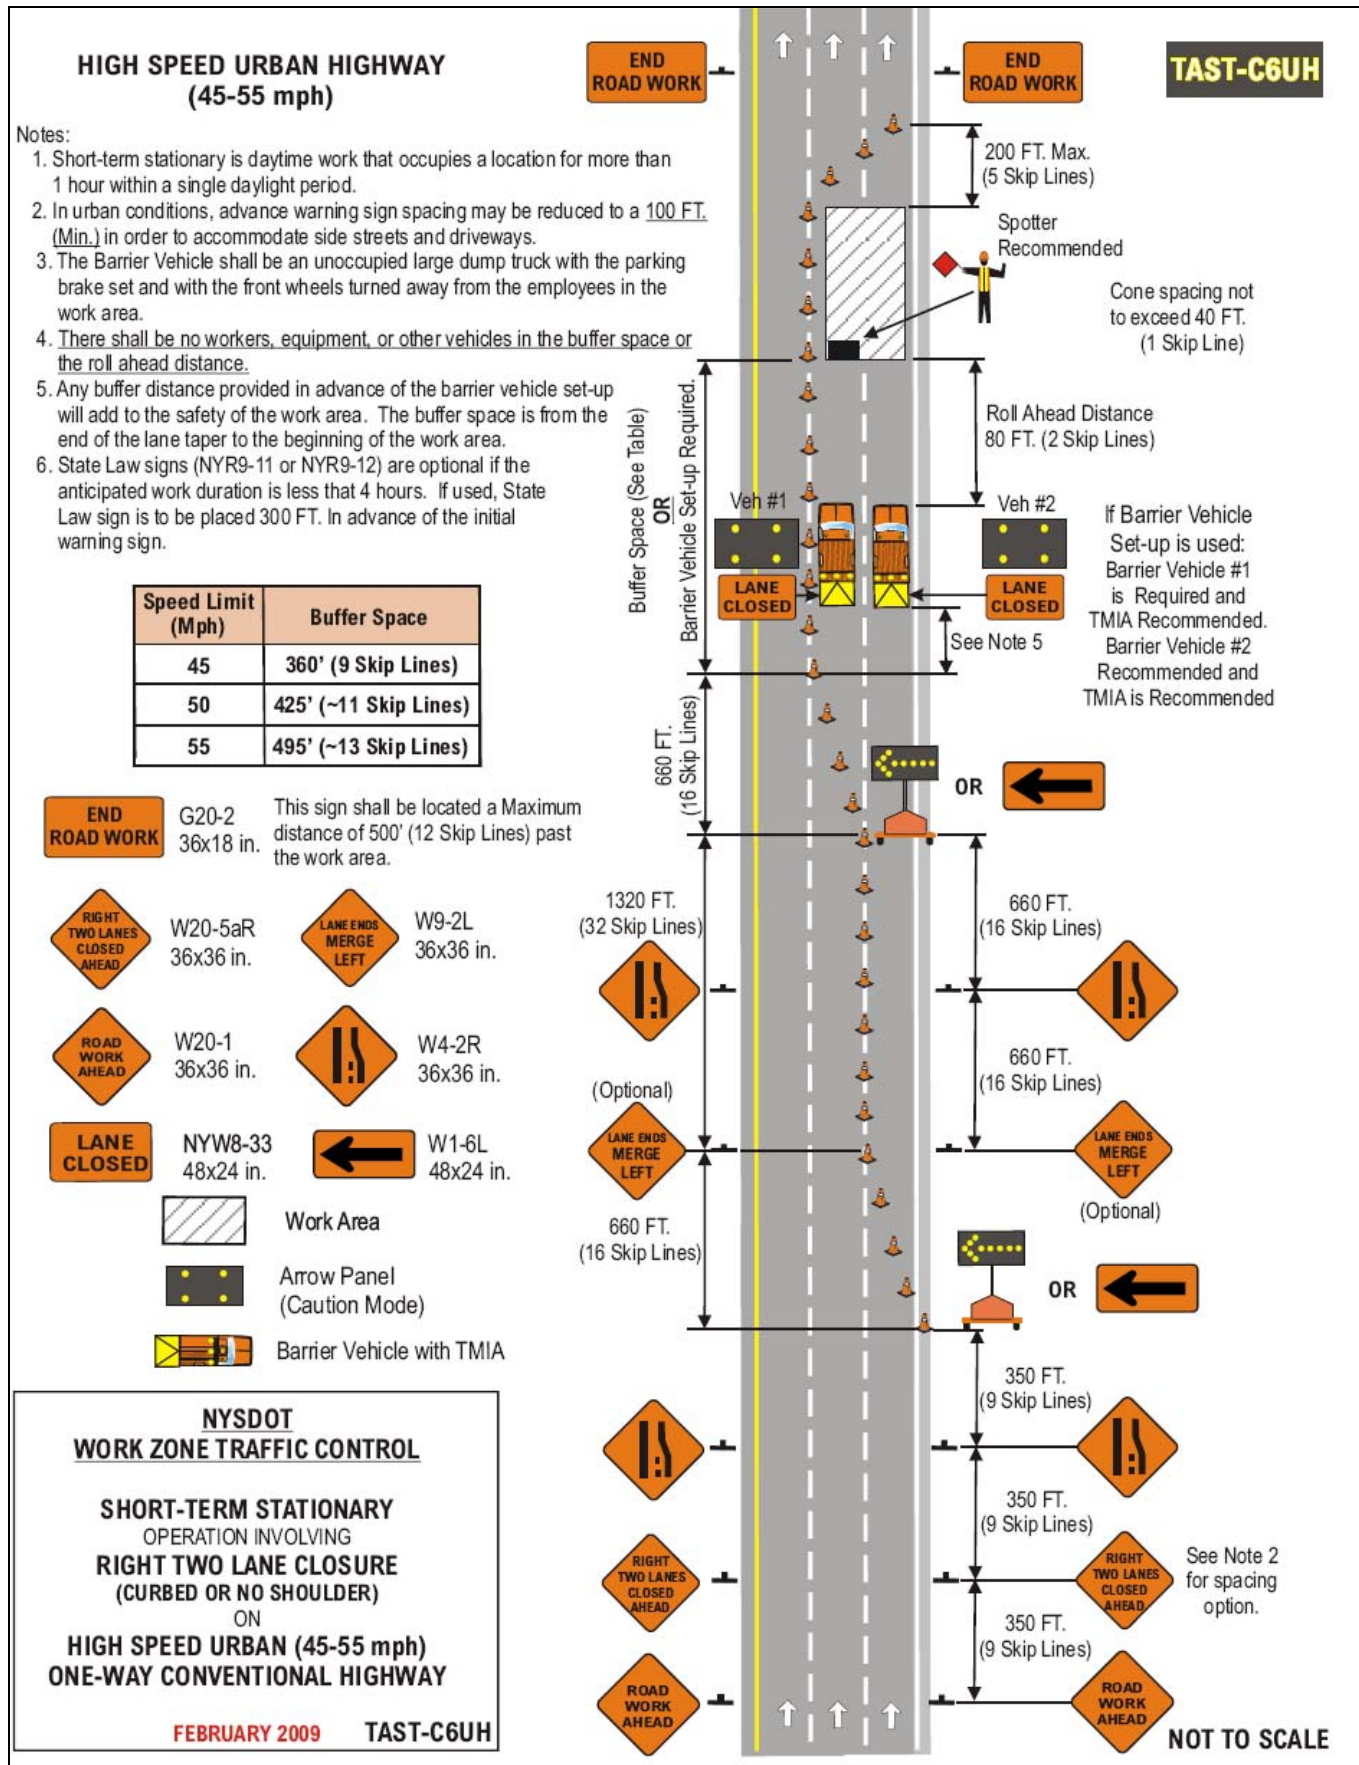 HIGH SPEED URBAN HIGHWAY
(45-55 mph)
Notes:
1. Short-term stationary is daytime work that occupies a location for more than
1 hour within a single daylight period.
2. In urban conditions, advance warning sign spacing may be reduced to a 100 FT.
(Min.) in order to accommodate side streets and driveways.
3. The Barrier Vehicle shall be an unoccupied large dump truck with the parking
brake set and with the front wheels turned away from the employees in the
work area.
4. There shall be no workers, equipment, or other vehicles in the buffer space or
the roll ahead distance.
5. Any buffer distance provided in advance of the barrier vehicle set-up
will add to the safety of the work area. The buffer space is from the
end of the lane taper to the beginning of the work area.
6. State Law signs (NYR9-11 or NYR9-12) are optional if the
anticipated work duration is less that 4 hours. If used, State
Law sign is to be placed 300 FT. In advance of the initial
warning sign.
Speed Limit
(Mph)
Buffer Space
45
360' (9 Skip Lines)
50
425' (~11 Skip Lines)
55
495' (~13 Skip Lines)
END
ROAD WORK
G20-2
36x18 in.
This sign shall be located a Maximum
distance of 500' (12 Skip Lines) past
the work area.
RIGHT
TWO LANES
CLOSED
AHEAD
W20-5aR
36x36 in.
LANE ENDS
MERGE
LEFT
W9-2L
36x36 in.
ROAD
WORK
AHEAD
W20-1
36x36 in.
W4-2R
36x36 in.
LANE
CLOSED
NYW8-33
48x24 in.
W1-6L
48x24 in.
Work Area
Arrow Panel
(Caution Mode)
Barrier Vehicle with TMIA
NYSDOT
WORK ZONE TRAFFIC CONTROL
SHORT-TERM STATIONARY
OPERATION INVOLVING
RIGHT TWO LANE CLOSURE
(CURBED OR NO SHOULDER)
ON
HIGH SPEED URBAN (45-55 mph)
ONE-WAY CONVENTIONAL HIGHWAY
FEBRUARY 2009
TAST-C6UH
END
ROAD WORK
END
ROAD WORK
TAST-C6UH
200 FT. Max.
(5 Skip Lines)
Spotter
Recommended
Cone spacing not
to exceed 40 FT.
(1 Skip Line)
Roll Ahead Distance
80 FT. (2 Skip Lines)
Buffer Space (See Table)
OR
Barrier Vehicle Set-up Required.
Veh #1
LANE
CLOSED
Veh #2
LANE
CLOSED
If Barrier Vehicle
Set-up is used:
Barrier Vehicle #1
is Required and
TMIA Recommended.
Barrier Vehicle #2
Recommended and
TMIA is Recommended
See Note 5
660 FT.
(16 Skip Lines)
OR
1320 FT.
(32 Skip Lines)
660 FT.
(16 Skip Lines)
660 FT.
(16 Skip Lines)
(Optional)
LANE ENDS
MERGE
LEFT
LANE ENDS
MERGE
LEFT
(Optional)
660 FT.
(16 Skip Lines)
OR
350 FT.
(9 Skip Lines)
350 FT.
(9 Skip Lines)
RIGHT
TWO LANES
CLOSED
AHEAD
RIGHT
TWO LANES
CLOSED
AHEAD
See Note 2
for spacing
option.
350 FT.
(9 Skip Lines)
ROAD
WORK
AHEAD
ROAD
WORK
AHEAD
NOT TO SCALE